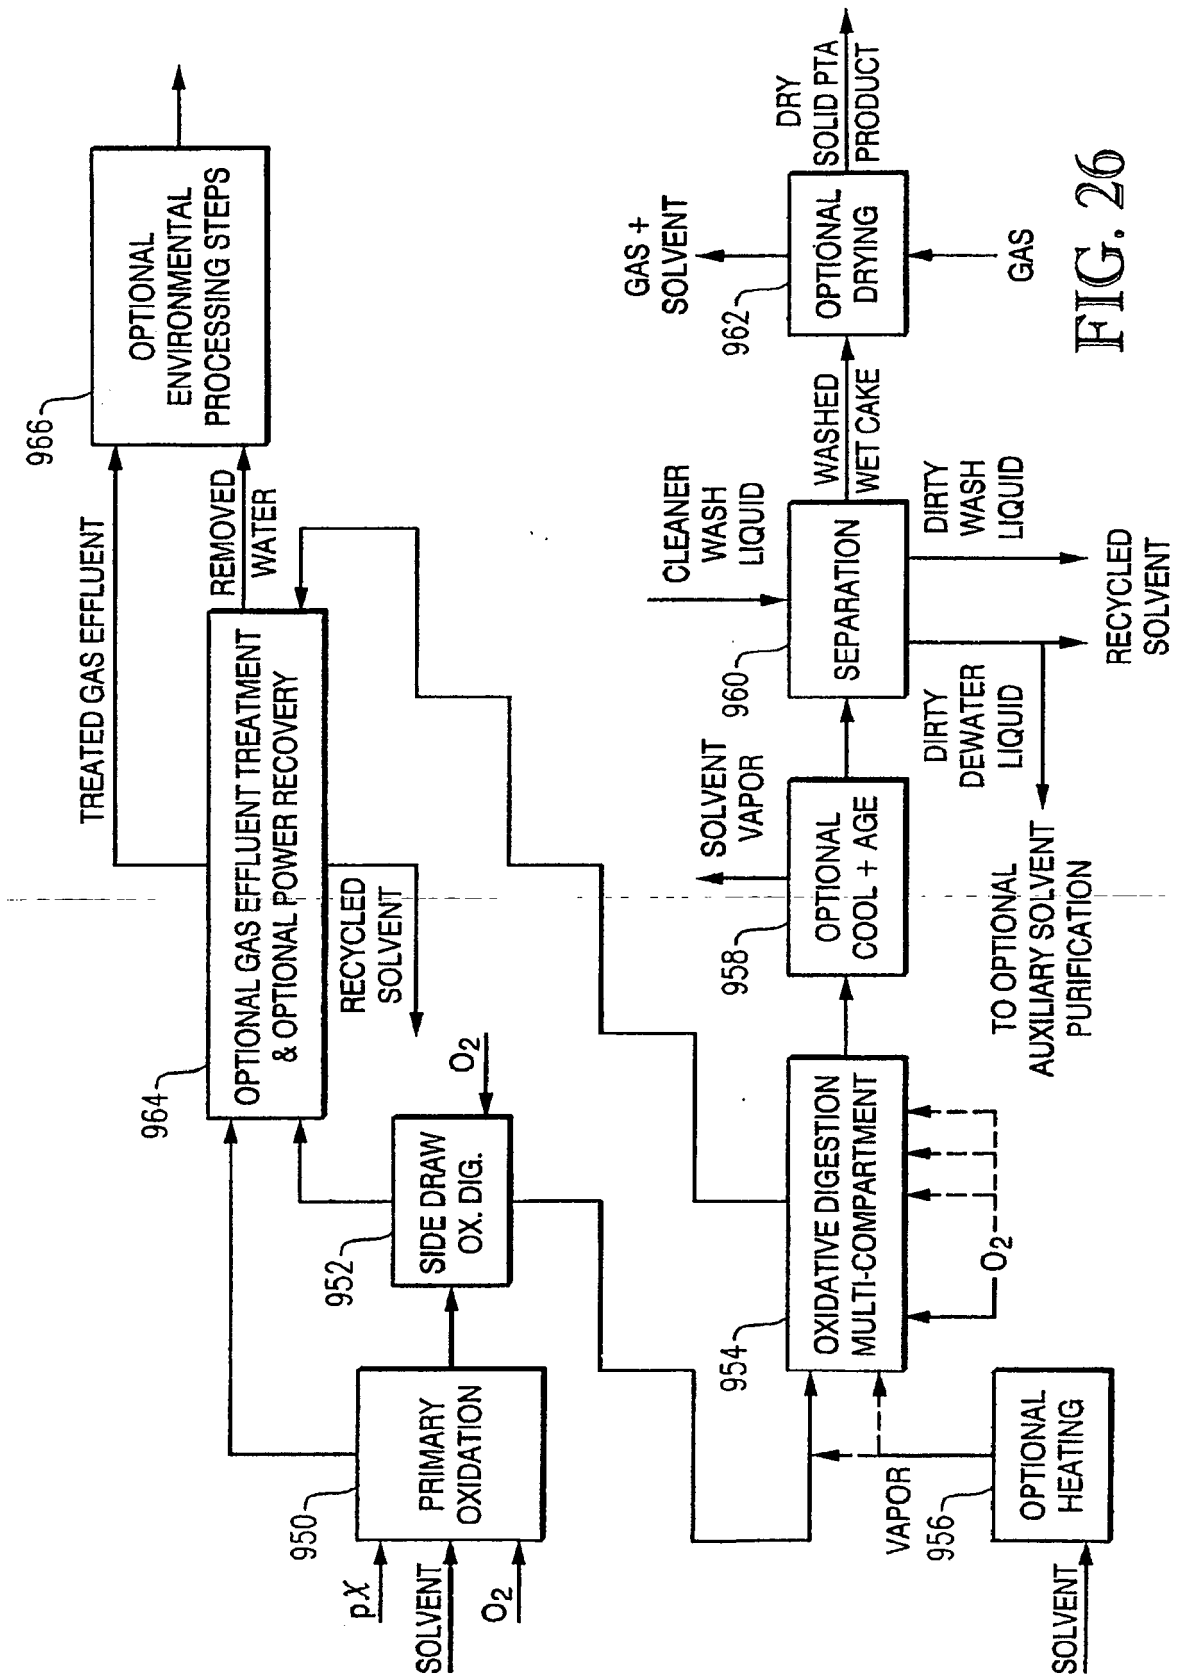 966
OPTIONAL
ENVIRONMENTAL
PROCESSING STEPS
TREATED GAS EFFLUENT
REMOVED
WATER
964
OPTIONAL GAS EFFLUENT TREATMENT
& OPTIONAL POWER RECOVERY
RECYCLED
SOLVENT
O2
952
SIDE DRAW
OX. DIG.
950
PRIMARY
OXIDATION
pX
SOLVENT
O2
954
OXIDATIVE DIGESTION
MULTI-COMPARTMENT
O2
VAPOR
956
OPTIONAL
HEATING
SOLVENT
958
OPTIONAL
COOL + AGE
SOLVENT
VAPOR
960
SEPARATION
CLEANER
WASH
LIQUID
DIRTY
DEWATER
LIQUID
DIRTY
WASH
LIQUID
TO OPTIONAL
AUXILIARY SOLVENT
PURIFICATION
RECYCLED
SOLVENT
WASHED
WET CAKE
962
OPTIONAL
DRYING
GAS +
SOLVENT
GAS
DRY
SOLID PTA
PRODUCT
FIG. 26